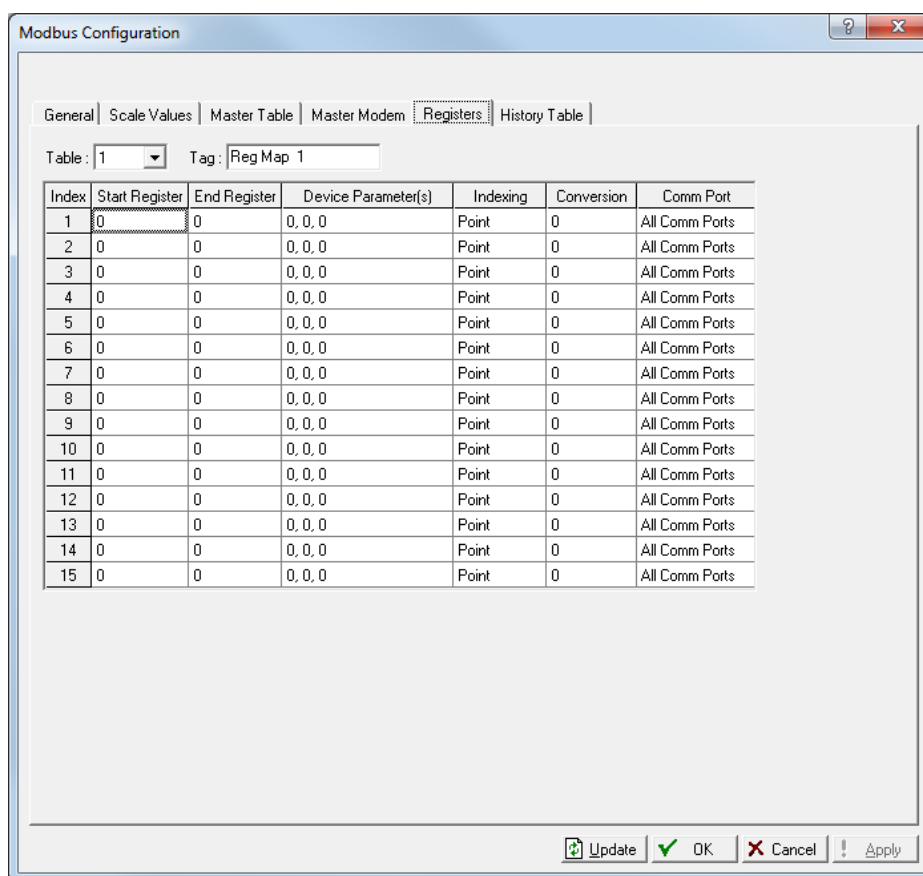 Modbus Configuration
General Scale Values Master Table Master Modem Registers History Table
Table : 1 Tag : Reg Map 1
Index Start Register End Register Device Parameter(s) Indexing Conversion Comm Port
1 0 0 0, 0, 0 Point 0 All Comm Ports
2 0 0 0, 0, 0 Point 0 All Comm Ports
3 0 0 0, 0, 0 Point 0 All Comm Ports
4 0 0 0, 0, 0 Point 0 All Comm Ports
5 0 0 0, 0, 0 Point 0 All Comm Ports
6 0 0 0, 0, 0 Point 0 All Comm Ports
7 0 0 0, 0, 0 Point 0 All Comm Ports
8 0 0 0, 0, 0 Point 0 All Comm Ports
9 0 0 0, 0, 0 Point 0 All Comm Ports
10 0 0 0, 0, 0 Point 0 All Comm Ports
11 0 0 0, 0, 0 Point 0 All Comm Ports
12 0 0 0, 0, 0 Point 0 All Comm Ports
13 0 0 0, 0, 0 Point 0 All Comm Ports
14 0 0 0, 0, 0 Point 0 All Comm Ports
15 0 0 0, 0, 0 Point 0 All Comm Ports
Update OK Cancel ! Apply